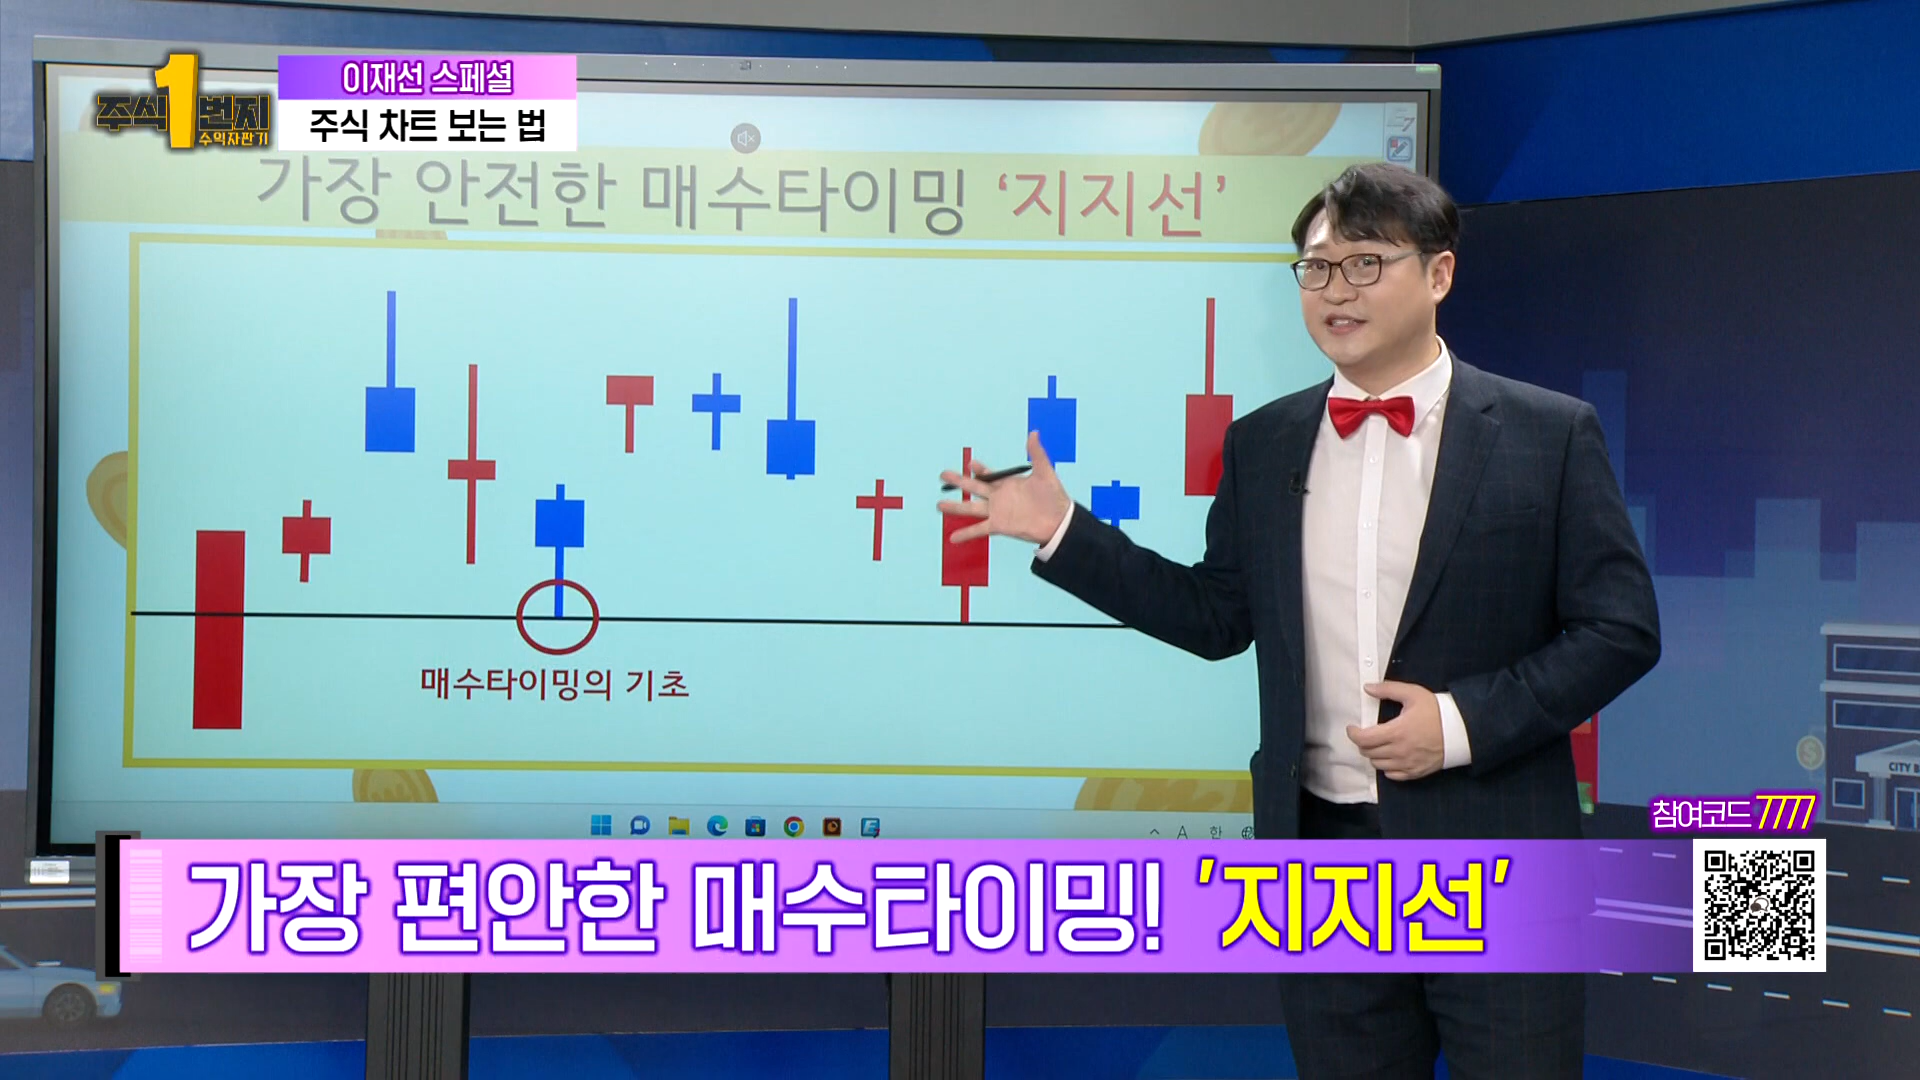 주식1번지
수익자판기
이재선 스페셜
주식 차트 보는 법
가장 안전한 매수타이밍 ‘지지선’
매수타이밍의 기초
A 한
CITY B
참여코드 7777
가장 편안한 매수타이밍! '지지선'